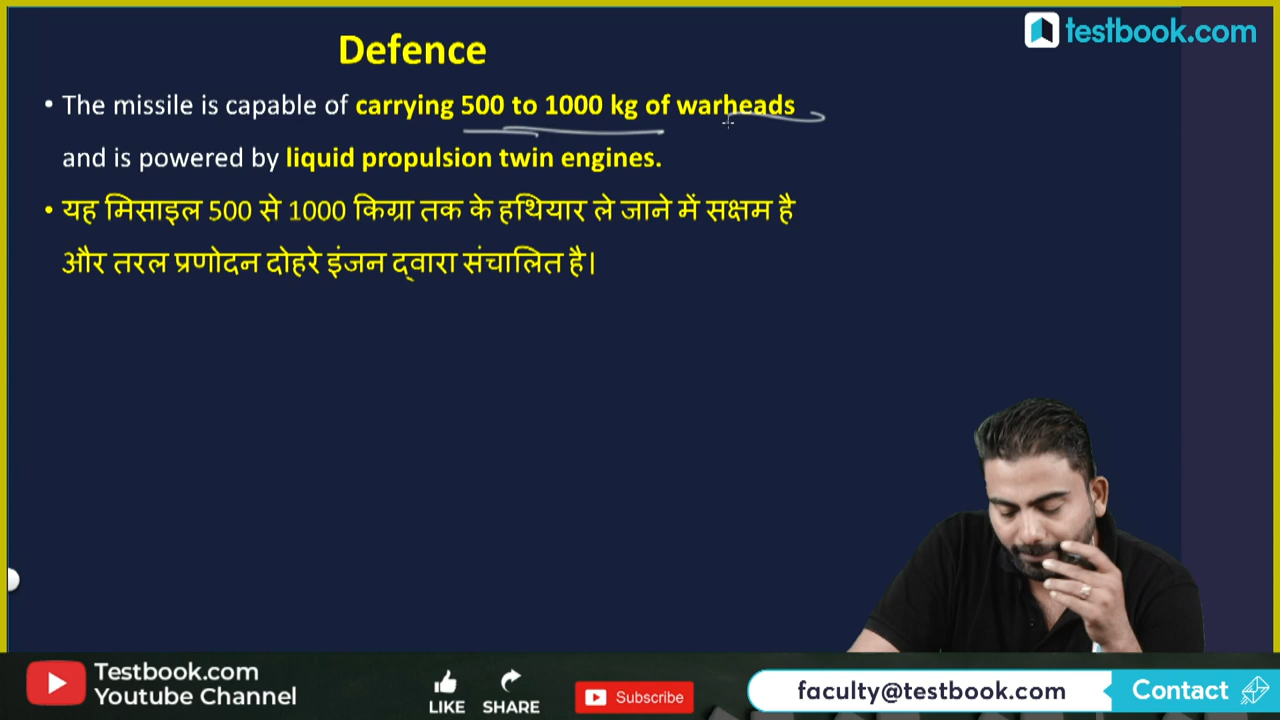 Defence
testbook.com
• The missile is capable of carrying 500 to 1000 kg of warheads
and is powered by liquid propulsion twin engines.
• यह मिसाइल 500 से 1000 किग्रा तक के हथियार ले जाने में सक्षम है
और तरल प्रणोदन दोहरे इंजन द्वारा संचालित है।
Testbook.com
Youtube Channel
LIKE
SHARE
Subscribe
faculty@testbook.com
Contact